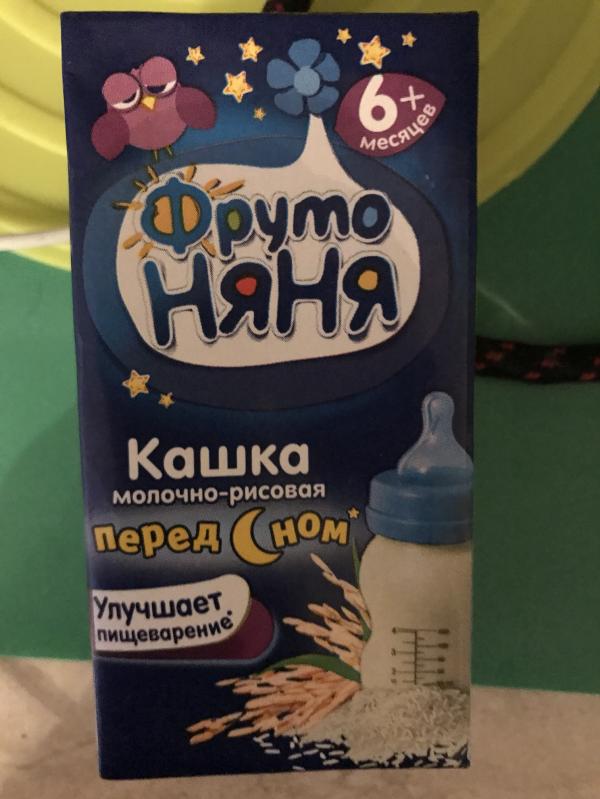 6+
месяцев
Фруто
НЯНЯ
Кашка
молочно-рисовая
перед сном*
Улучшает
пищеварение*